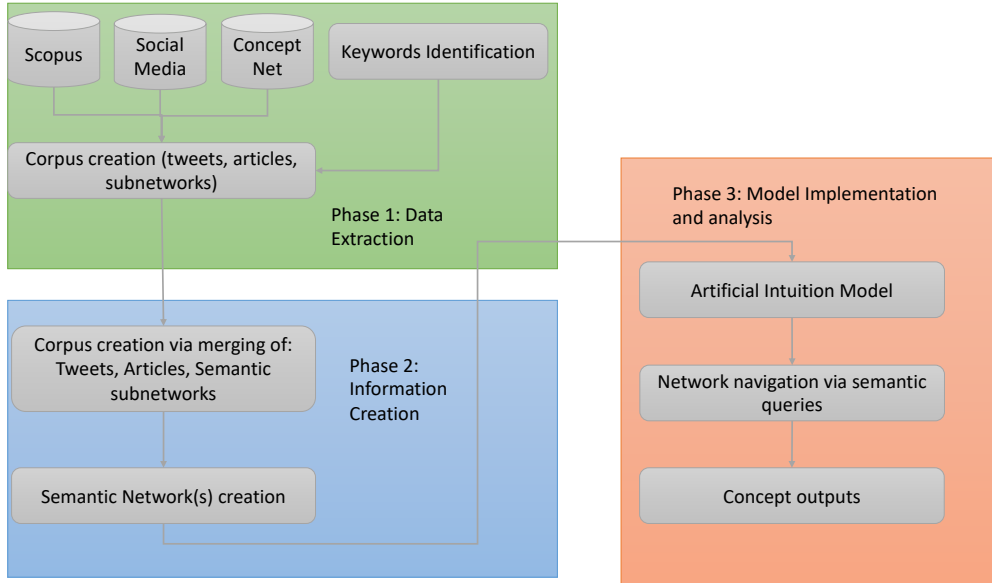 Scopus
Social
Media
Concept
Net
Keywords Identification
Corpus creation (tweets, articles,
subnetworks)
Phase 1: Data
Extraction
Corpus creation via merging of:
Tweets, Articles, Semantic
subnetworks
Phase 2:
Information
Creation
Semantic Network(s) creation
Phase 3: Model Implementation
and analysis
Artificial Intuition Model
Network navigation via semantic
queries
Concept outputs